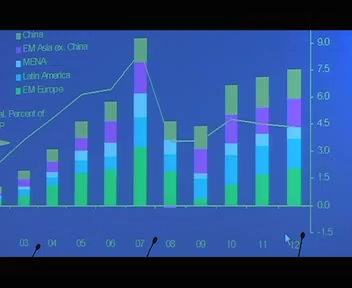 China
EM Asia ex. China
MENA
Latin America
EM Europe
Percent of
9.0
7.5
6.0
4.5
3.0
1.5
0.0
-1.5
03 04 05 06 07 08 09 10 11 12